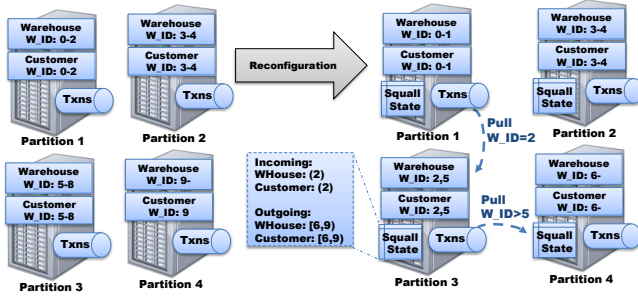 Warehouse
W_ID: 0-2
Customer
W_ID: 0-2
Txns
Partition 1
Warehouse
W_ID: 3-4
Customer
W_ID: 3-4
Txns
Partition 2
Reconfiguration
Warehouse
W_ID: 0-1
Customer
W_ID: 0-1
Squall
State
Txns
Partition 1
Warehouse
W_ID: 3-4
Customer
W_ID: 3-4
Squall
State
Txns
Partition 2
Pull
W_ID=2
Warehouse
W_ID: 5-8
Customer
W_ID: 5-8
Txns
Partition 3
Warehouse
W_ID: 9-
Customer
W_ID: 9
Txns
Partition 4
Incoming:
WHouse: (2)
Customer: (2)
Outgoing:
WHouse: [6,9)
Customer: [6,9)
Warehouse
W_ID: 2,5
Customer
W_ID: 2,5
Squall
State
Txns
Partition 3
Pull
W_ID>5
Warehouse
W_ID: 6-
Customer
W_ID: 6-
Squall
State
Txns
Partition 4